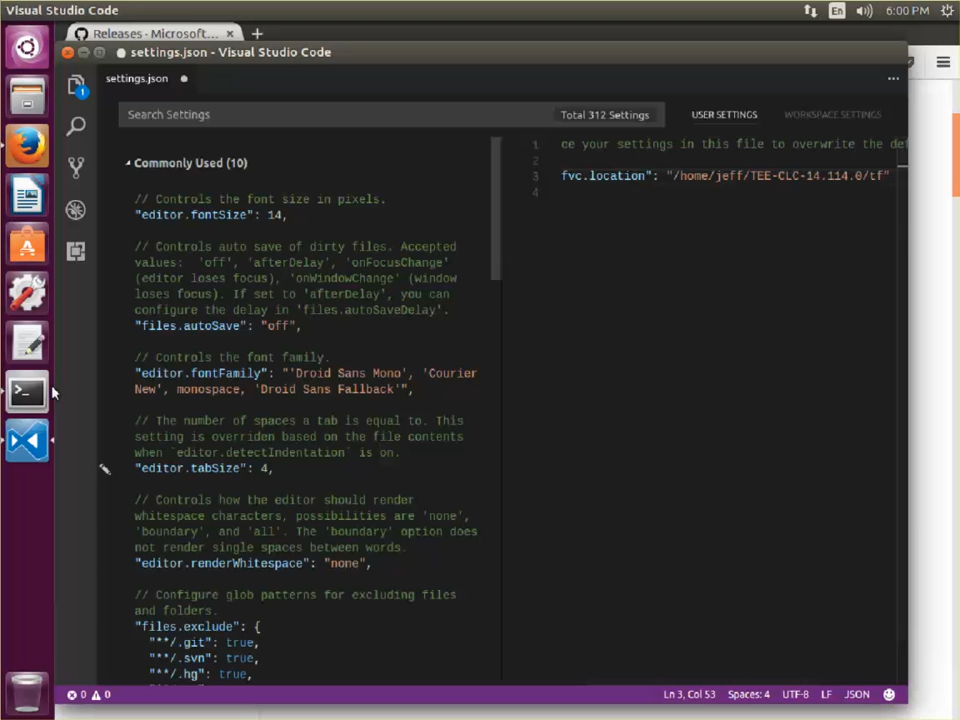 Visual Studio Code
En
6:00 PM
Releases · Microsoft...
settings.json - Visual Studio Code
settings.json
1
Search Settings
Total 312 Settings
USER SETTINGS
WORKSPACE SETTINGS
Commonly Used (10)
// Controls the font size in pixels.
"editor.fontSize": 14,
// Controls auto save of dirty files. Accepted
values:  'off', 'afterDelay', 'onFocusChange'
(editor loses focus), 'onWindowChange' (window
loses focus). If set to 'afterDelay', you can
configure the delay in 'files.autoSaveDelay'.
"files.autoSave": "off",
// Controls the font family.
"editor.fontFamily": "'Droid Sans Mono', 'Courier
New', monospace, 'Droid Sans Fallback'",
// The number of spaces a tab is equal to. This
setting is overriden based on the file contents
when `editor.detectIndentation` is on.
"editor.tabSize": 4,
// Controls how the editor should render
whitespace characters, possibilities are 'none',
'boundary', and 'all'. The 'boundary' option does
not render single spaces between words.
"editor.renderWhitespace": "none",
// Configure glob patterns for excluding files
and folders.
"files.exclude": {
"**/.git": true,
"**/.svn": true,
"**/.hg": true,
1 ce your settings in this file to overwrite the def
2
3 fvc.location": "/home/jeff/TEE-CLC-14.114.0/tf"
4
0 0
Ln 3, Col 53
Spaces: 4
UTF-8
LF
JSON